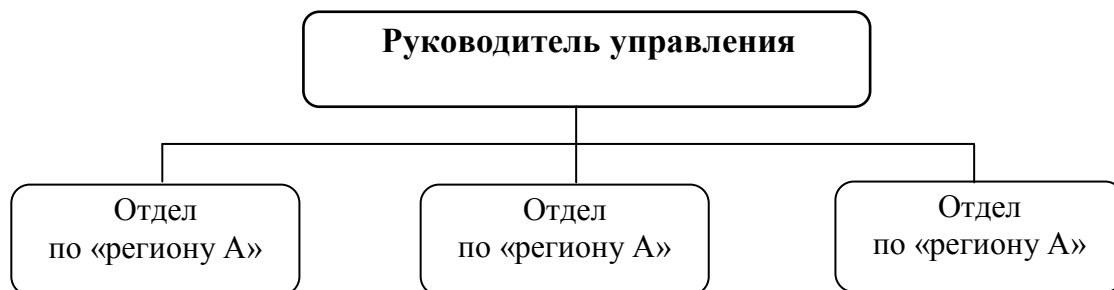 Руководитель управления
Отдел
по «региону А»
Отдел
по «региону А»
Отдел
по «региону А»